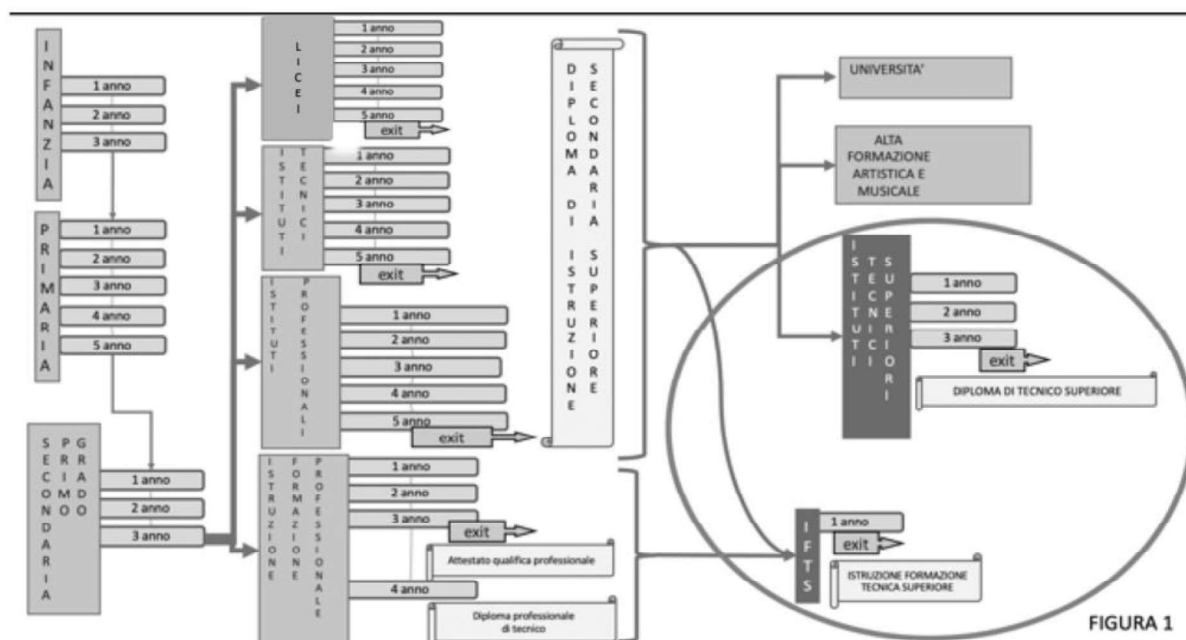 INFANZIA
1 anno
2 anno
3 anno
PRIMARIA
1 anno
2 anno
3 anno
4 anno
5 anno
SECONDARIA
PRIMO
GRADO
1 anno
2 anno
3 anno
LICEI
1 anno
2 anno
3 anno
4 anno
5 anno
exit
ISTITUTI
TECNICI
1 anno
2 anno
3 anno
4 anno
5 anno
exit
ISTITUTI
PROFESSIONALI
1 anno
2 anno
3 anno
4 anno
5 anno
exit
ISTRUZIONE
FORMAZIONE
PROFESSIONALE
1 anno
2 anno
3 anno
exit
Attestato qualifica professionale
4 anno
Diploma professionale
di tecnico
DIPLOMA DI ISTRUZIONE
SECONDARIA SUPERIORE
UNIVERSITA'
ALTA
FORMAZIONE
ARTISTICA E
MUSICALE
ISTITUTI
TECNICI
SUPERIORI
1 anno
2 anno
3 anno
exit
DIPLOMA DI TECNICO SUPERIORE
IFTS
1 anno
exit
ISTRUZIONE FORMAZIONE
TECNICA SUPERIORE
FIGURA 1